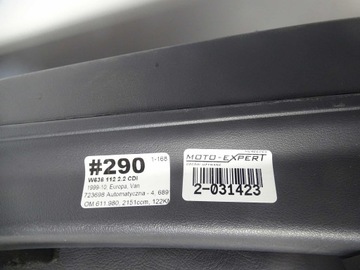 #290
1-168
W638 112 2.2 CDI
1999-10, Europa, Van
723698 Automatyczna - 4, 689
OM 611.980, 2151ccm, 122KM
MOTO-EXPERT
2-031423